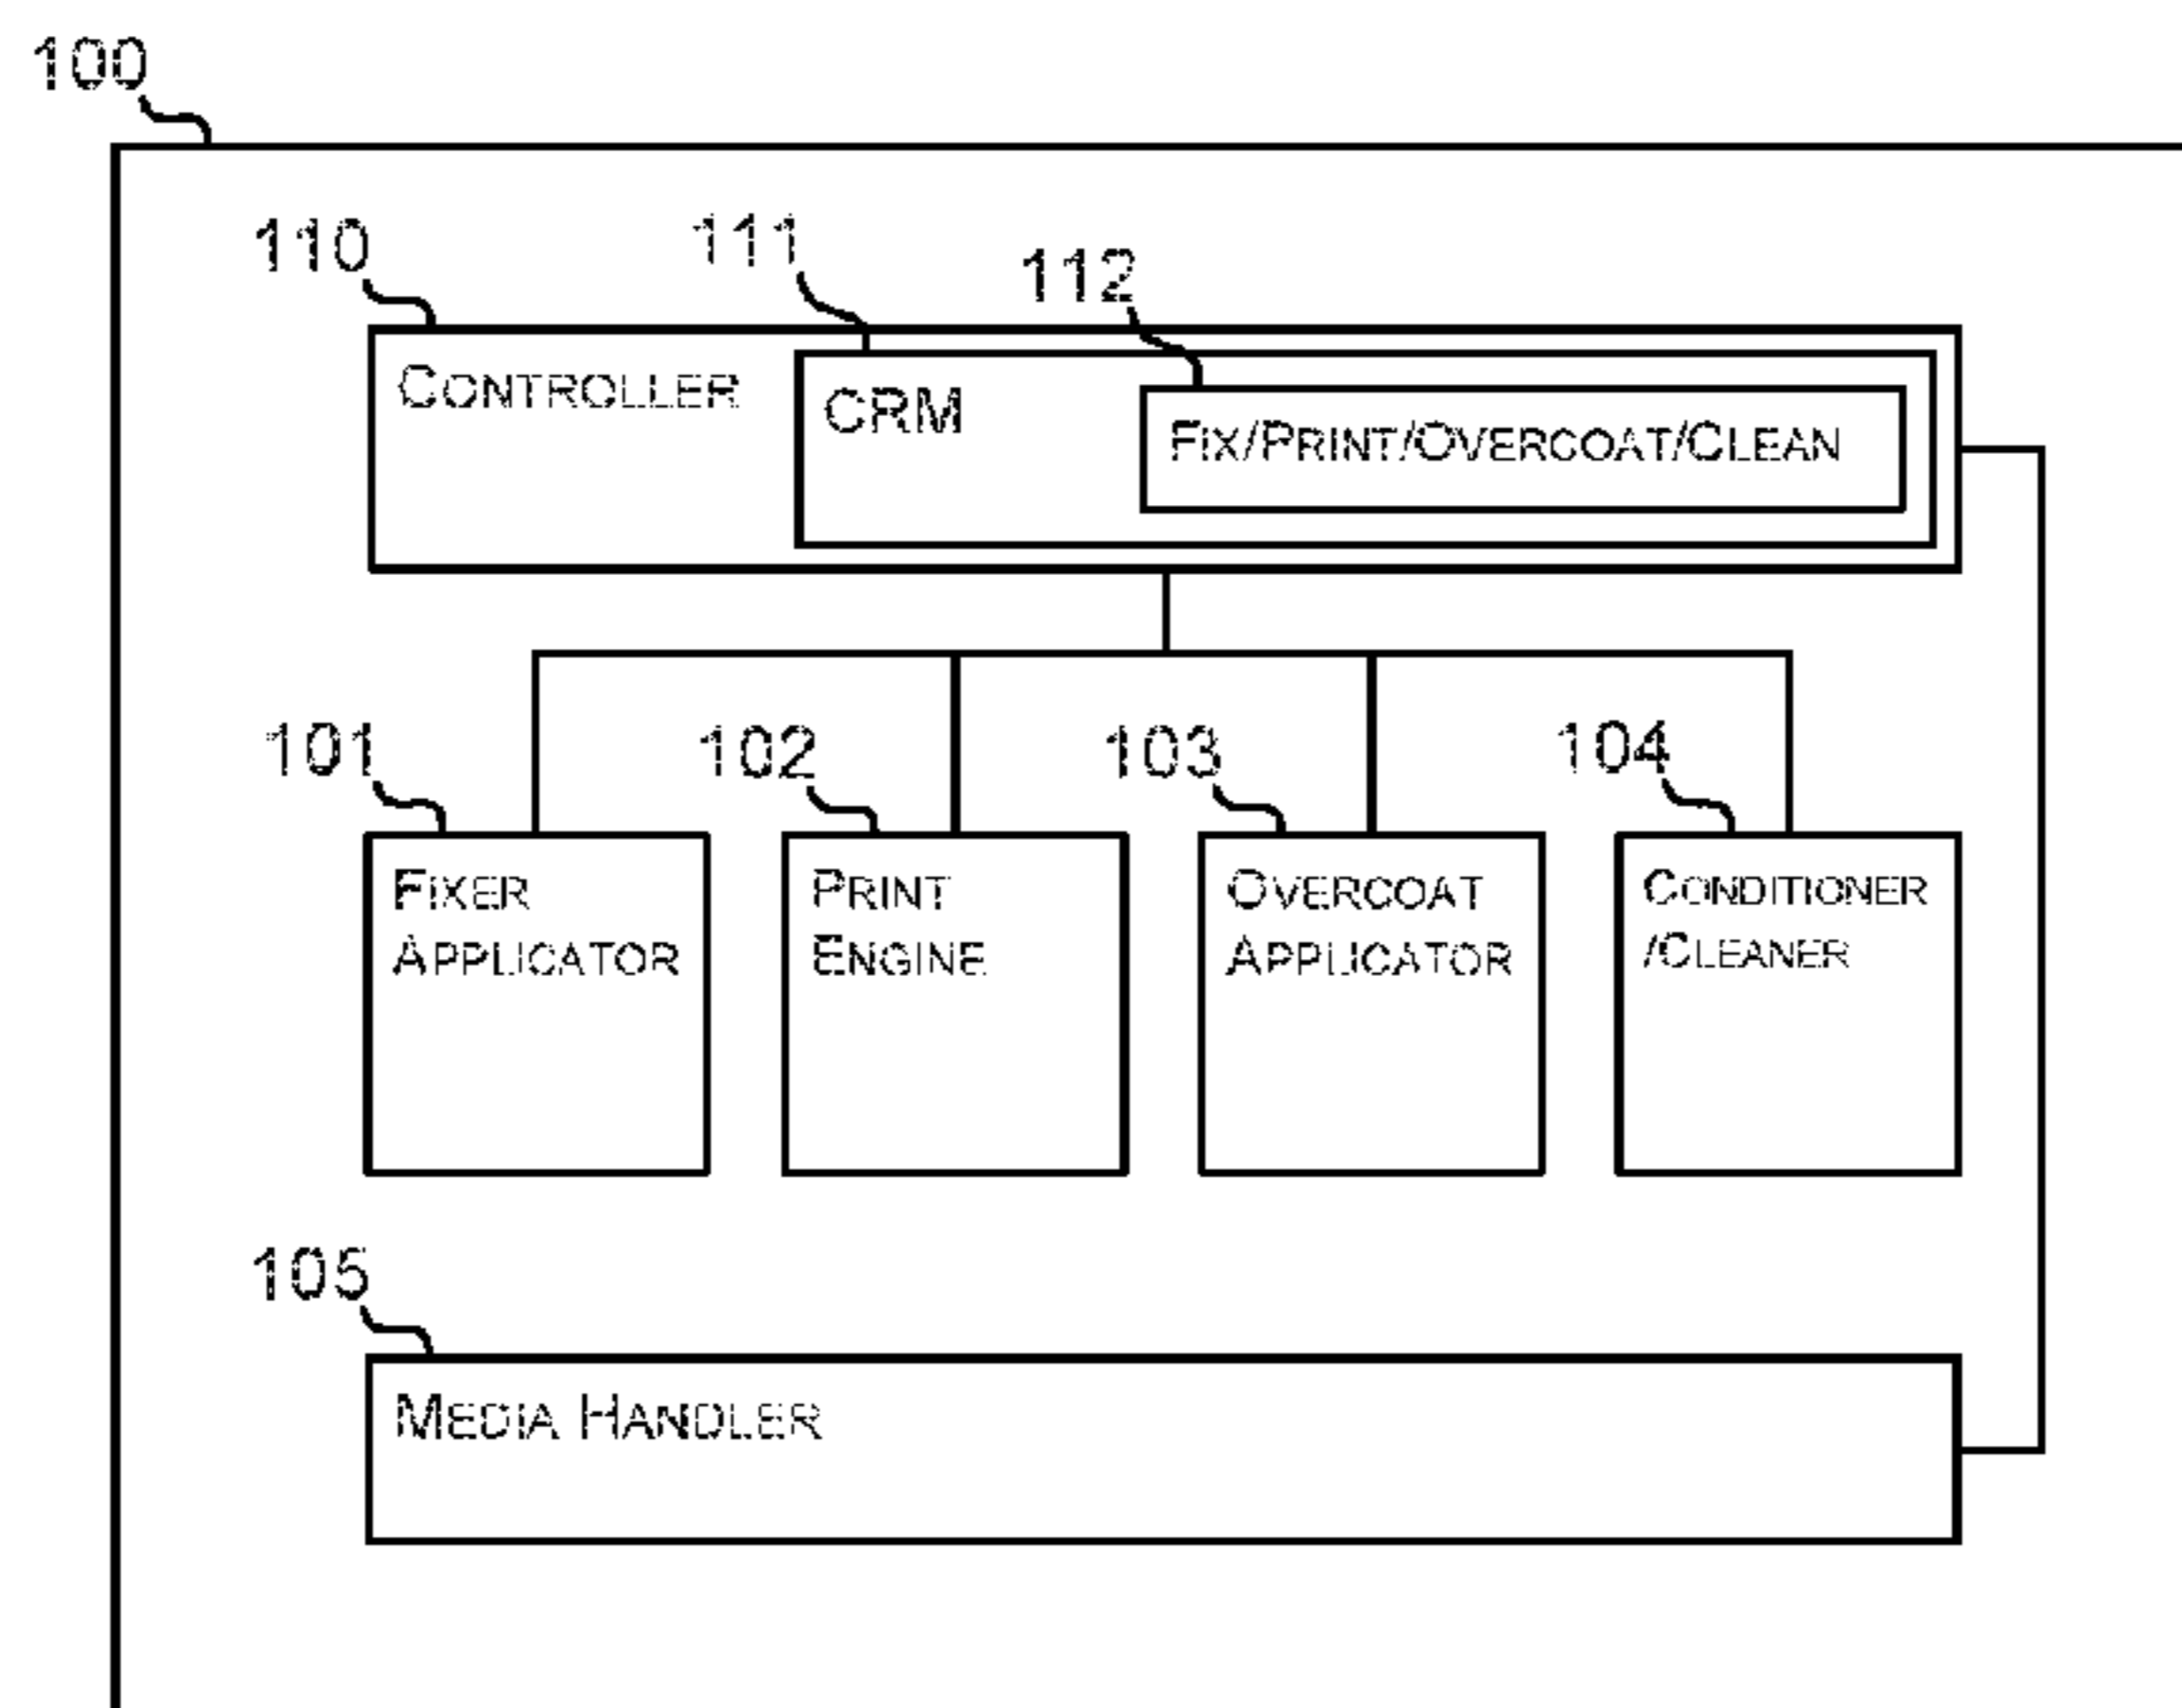 100
110
111
112
CONTROLLER
CRM
FIX/PRINT/OVERCOAT/CLEAN
101
102
103
104
FIXER
APPLICATOR
PRINT
ENGINE
OVERCOAT
APPLICATOR
CONDITIONER
/CLEANER
105
MEDIA HANDLER